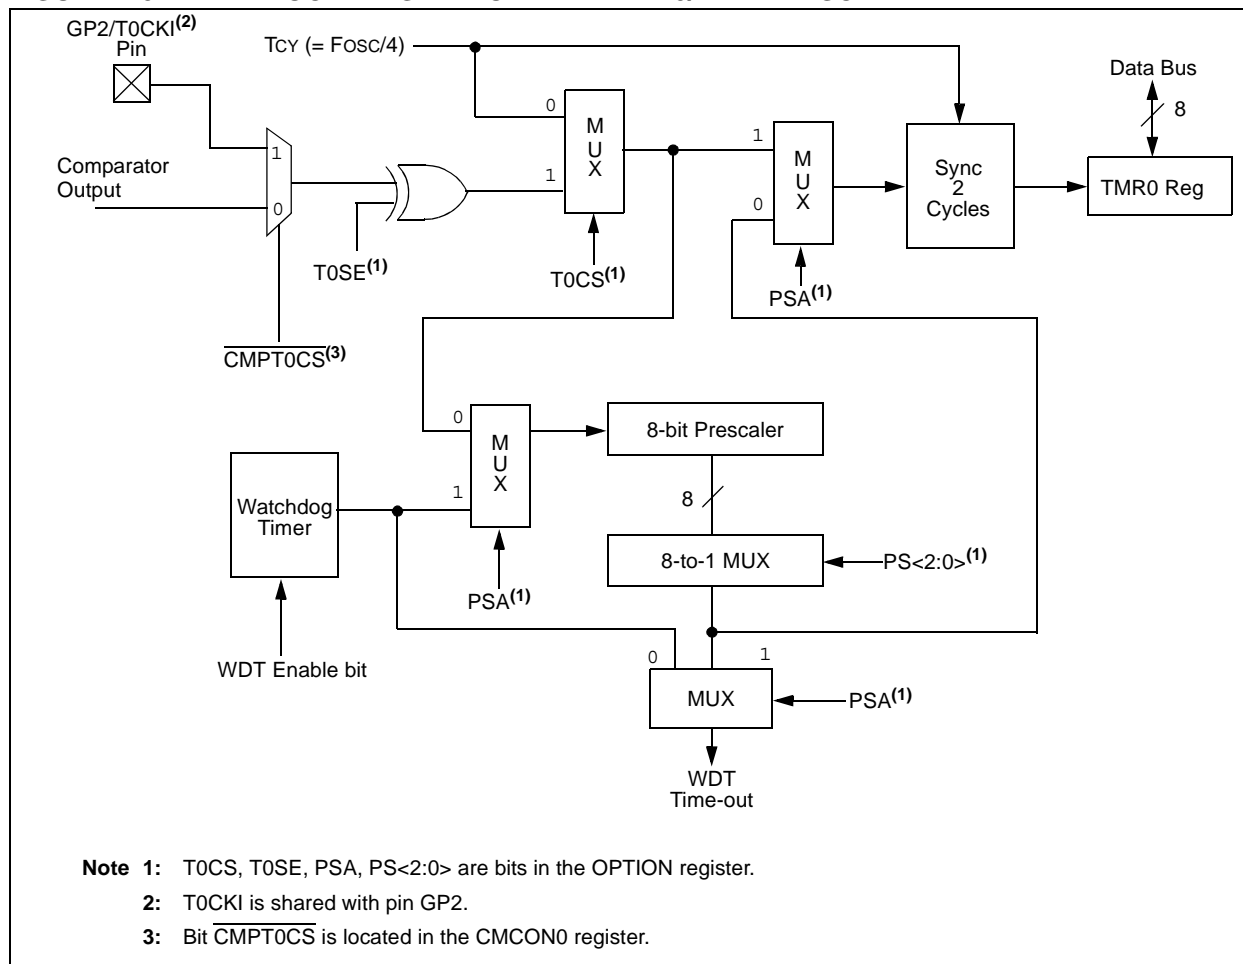 GP2/T0CKI(2)
Pin
TCY (= FOSC/4)
Data Bus
8
0
M
U
X
1
T0CS(1)
1
M
U
X
0
PSA(1)
Sync
2
Cycles
TMR0 Reg
Comparator
Output
1
0
T0SE(1)
CMPT0CS(3)
0
M
U
X
1
PSA(1)
8-bit Prescaler
8
8-to-1 MUX
PS<2:0>(1)
Watchdog
Timer
WDT Enable bit
0
1
MUX
PSA(1)
WDT
Time-out
Note 1: T0CS, T0SE, PSA, PS<2:0> are bits in the OPTION register.
2: T0CKI is shared with pin GP2.
3: Bit CMPT0CS is located in the CMCON0 register.